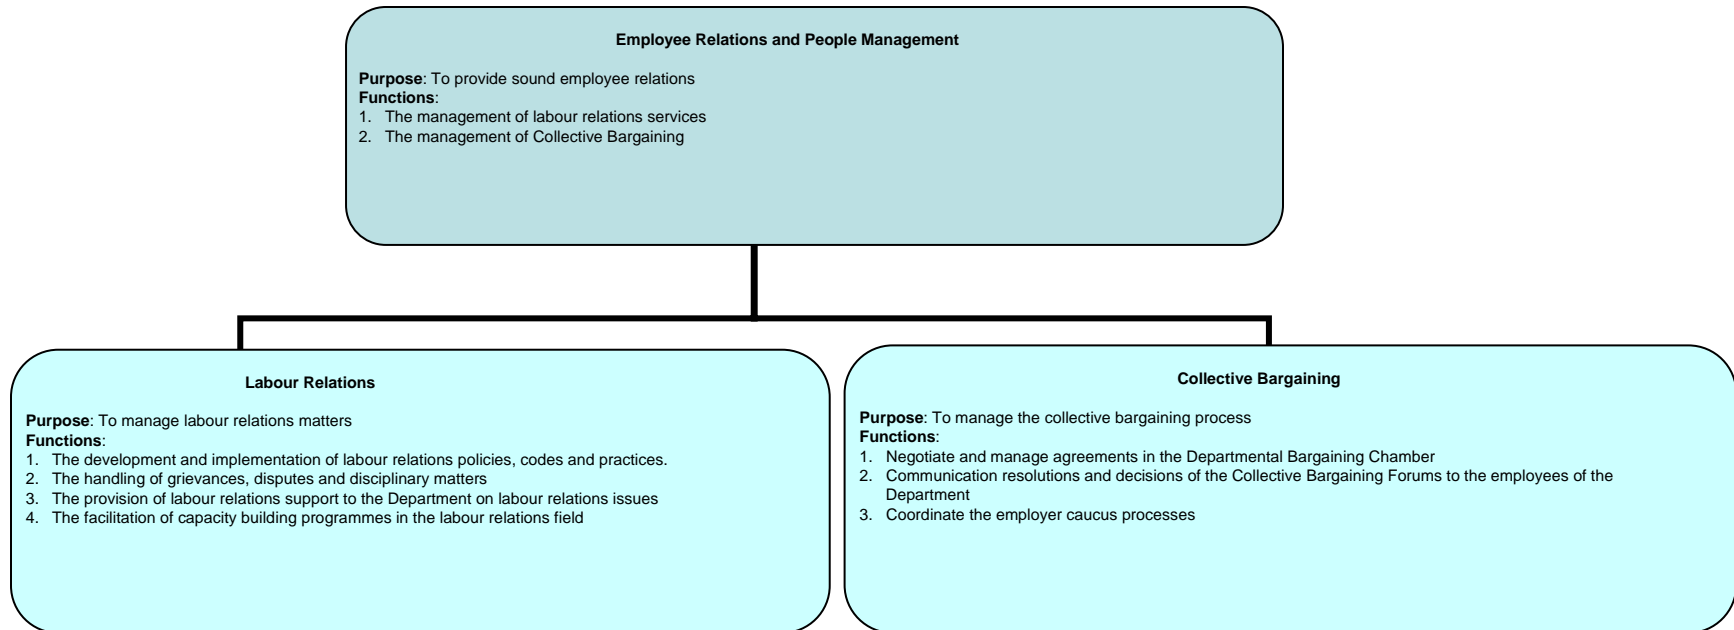 Employee Relations and People Management
Purpose: To provide sound employee relations
Functions:
1. The management of labour relations services
2. The management of Collective Bargaining
Labour Relations
Purpose: To manage labour relations matters
Functions:
1. The development and implementation of labour relations policies, codes and practices.
2. The handling of grievances, disputes and disciplinary matters
3. The provision of labour relations support to the Department on labour relations issues
4. The facilitation of capacity building programmes in the labour relations field
Collective Bargaining
Purpose: To manage the collective bargaining process
Functions:
1. Negotiate and manage agreements in the Departmental Bargaining Chamber
2. Communication resolutions and decisions of the Collective Bargaining Forums to the employees of the
Department
3. Coordinate the employer caucus processes